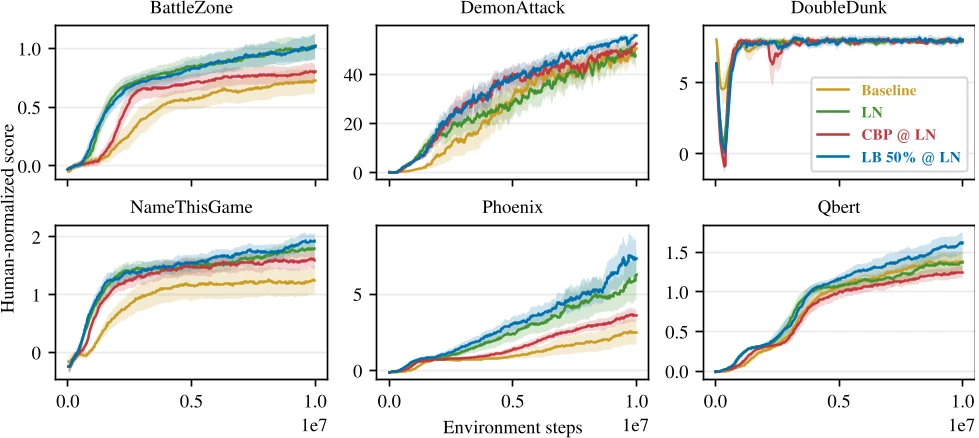 BattleZone
DemonAttack
DoubleDunk
1.0
0.5
0.0
40
20
0
5
0
Baseline
LN
CBP @ LN
LB 50% @ LN
Human-normalized score
NameThisGame
Phoenix
Qbert
2
1
0
5
0
1.5
1.0
0.5
0.0
0.0 0.5 1.0
1e7
0.0 0.5 1.0
1e7
0.0 0.5 1.0
1e7
Environment steps